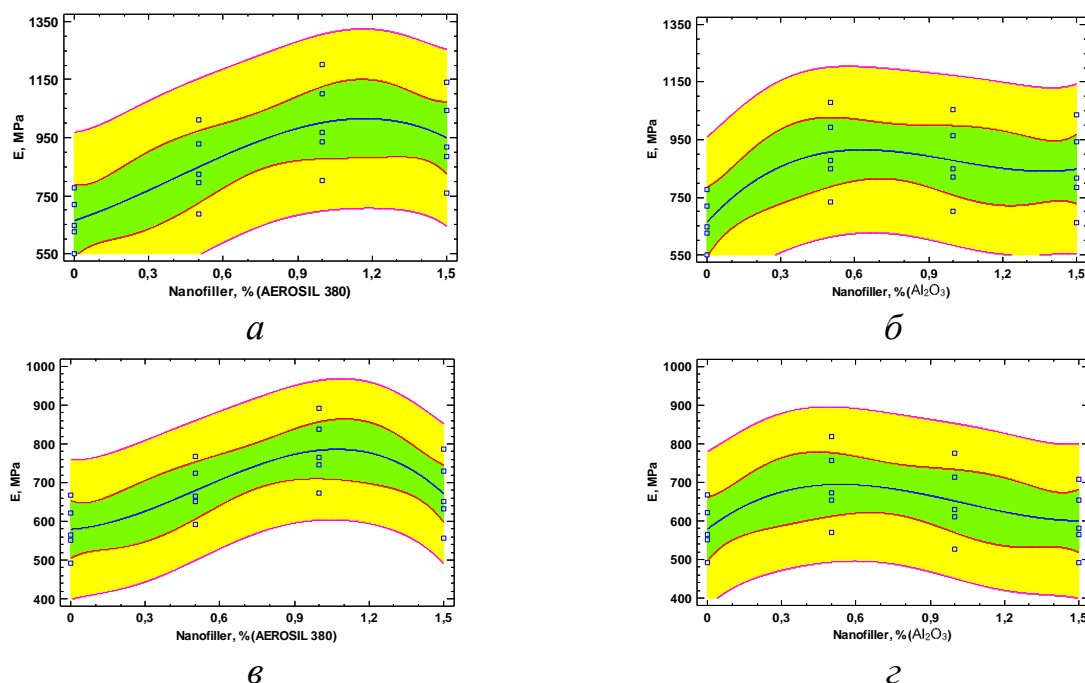 1350
1150
950
750
550
E, MPa
0 0,3 0,6 0,9 1,2 1,5
Nanofiller, % (AEROSIL 380)
а
1350
1150
950
750
550
E, MPa
0 0,3 0,6 0,9 1,2 1,5
Nanofiller, % (Al₂O₃)
б
1000
900
800
700
600
500
400
E, MPa
0 0,3 0,6 0,9 1,2 1,5
Nanofiller, % (AEROSIL 380)
в
1000
900
800
700
600
500
400
E, MPa
0 0,3 0,6 0,9 1,2 1,5
Nanofiller, % (Al₂O₃)
г